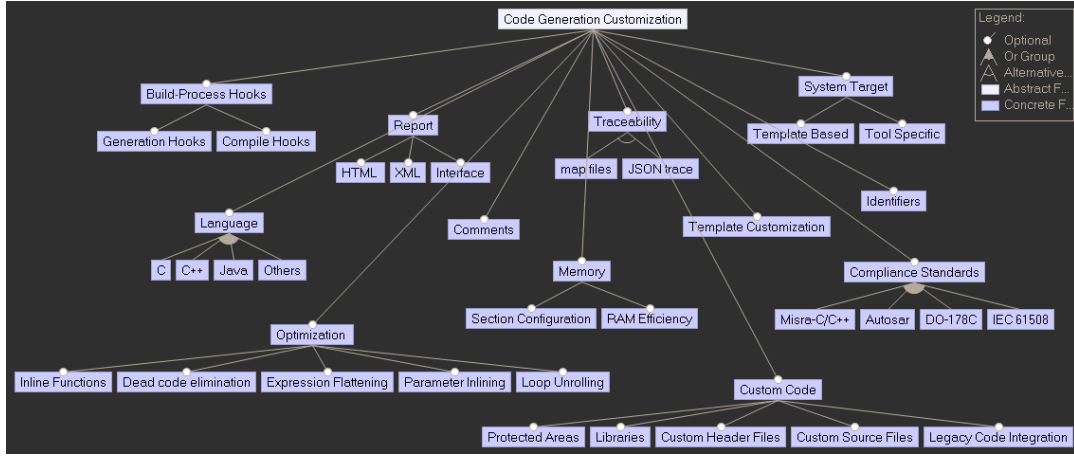 Code Generation Customization
Legend:
Optional
Or Group
Alternative...
Abstract F...
Concrete F...
Build-Process Hooks
System Target
Report
Traceability
Generation Hooks
Compile Hooks
Template Based
Tool Specific
HTML
XML
Interface
map files
JSON trace
Identifiers
Language
Comments
Template Customization
C
C++
Java
Others
Memory
Compliance Standards
Section Configuration
RAM Efficiency
Misra-C/C++
Autosar
DO-178C
IEC 61508
Optimization
Inline Functions
Dead code elimination
Expression Flattening
Parameter Inlining
Loop Unrolling
Custom Code
Protected Areas
Libraries
Custom Header Files
Custom Source Files
Legacy Code Integration